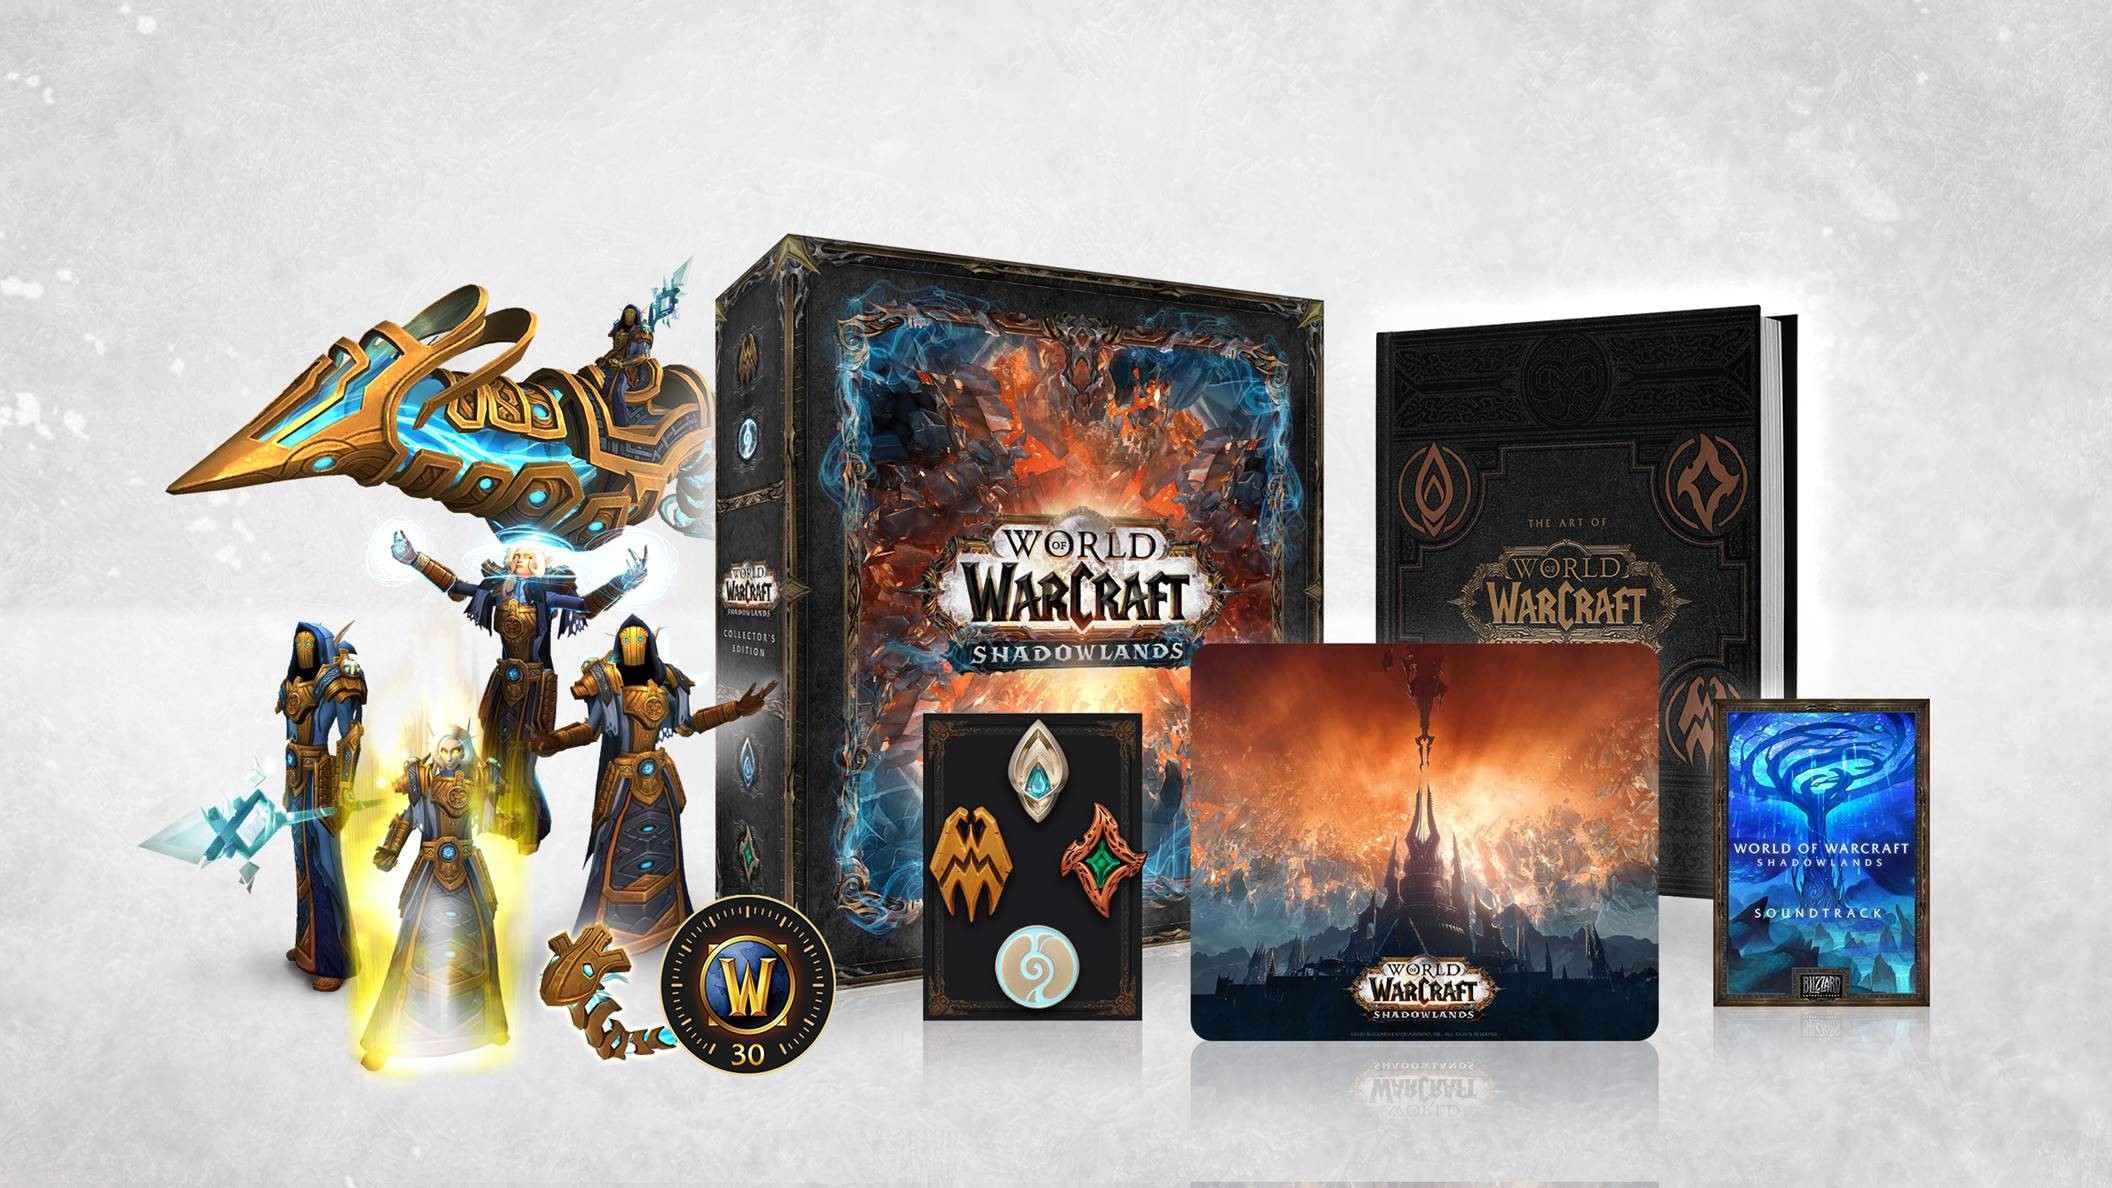 WORLD
OF
WARCRAFT
SHADOWLANDS
COLLECTOR'S
EDITION
WORLD
OF
WARCRAFT
SHADOWLANDS
THE ART OF
WORLD
OF
WARCRAFT
W
30
WORLD
OF
WARCRAFT
SHADOWLANDS
WORLD OF WARCRAFT
SHADOWLANDS
SOUNDTRACK
BLIZZARD
ENTERTAINMENT